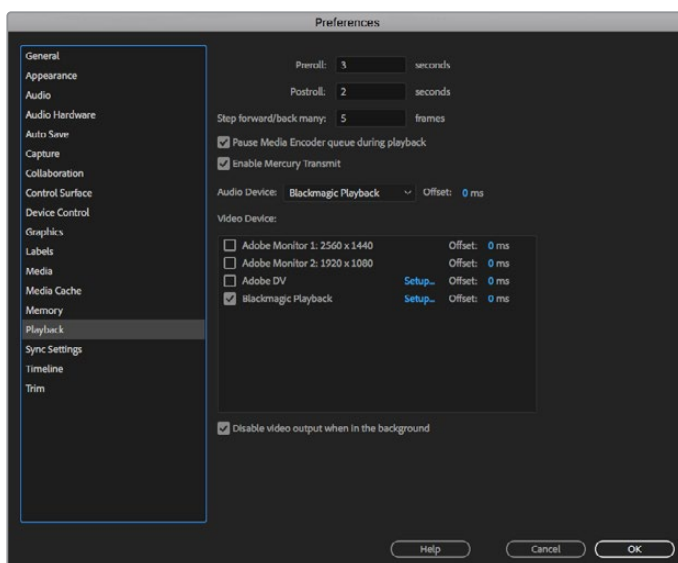 Preferences
General
Appearance
Audio
Audio Hardware
Auto Save
Capture
Collaboration
Control Surface
Device Control
Graphics
Labels
Media
Media Cache
Memory
Playback
Sync Settings
Timeline
Trim
Preroll: 3 seconds
Postroll: 2 seconds
Step forward/back many: 5 frames
Pause Media Encoder queue during playback
Enable Mercury Transmit
Audio Device: Blackmagic Playback Offset: 0 ms
Video Device:
Adobe Monitor 1: 2560 x 1440 Offset: 0 ms
Adobe Monitor 2: 1920 x 1080 Offset: 0 ms
Adobe DV Setup... Offset: 0 ms
Blackmagic Playback Setup... Offset: 0 ms
Disable video output when in the background
Help Cancel OK